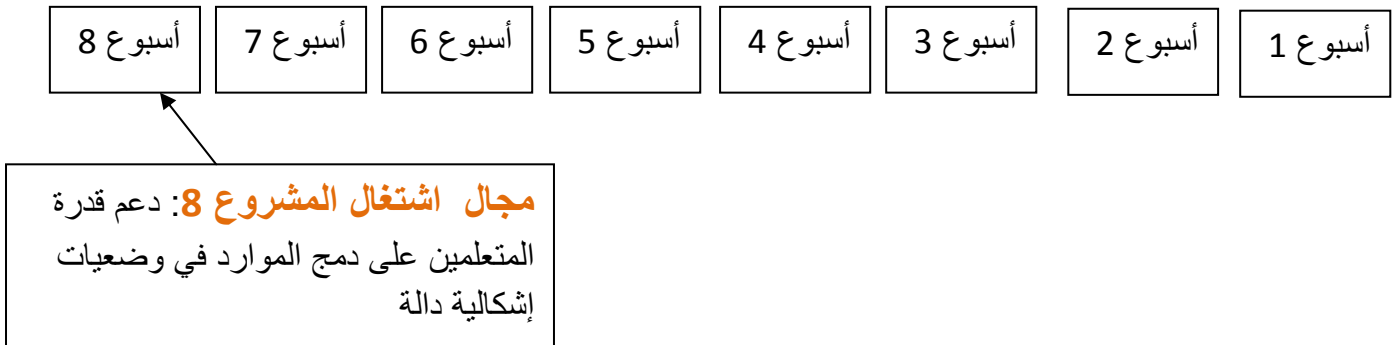 أسبوع 1
أسبوع 2
أسبوع 3
أسبوع 4
أسبوع 5
أسبوع 6
أسبوع 7
أسبوع 8
مجال اشتغال المشروع 8: دعم قدرة
المتعلمين على دمج الموارد في وضعيات
إشكالية دالة